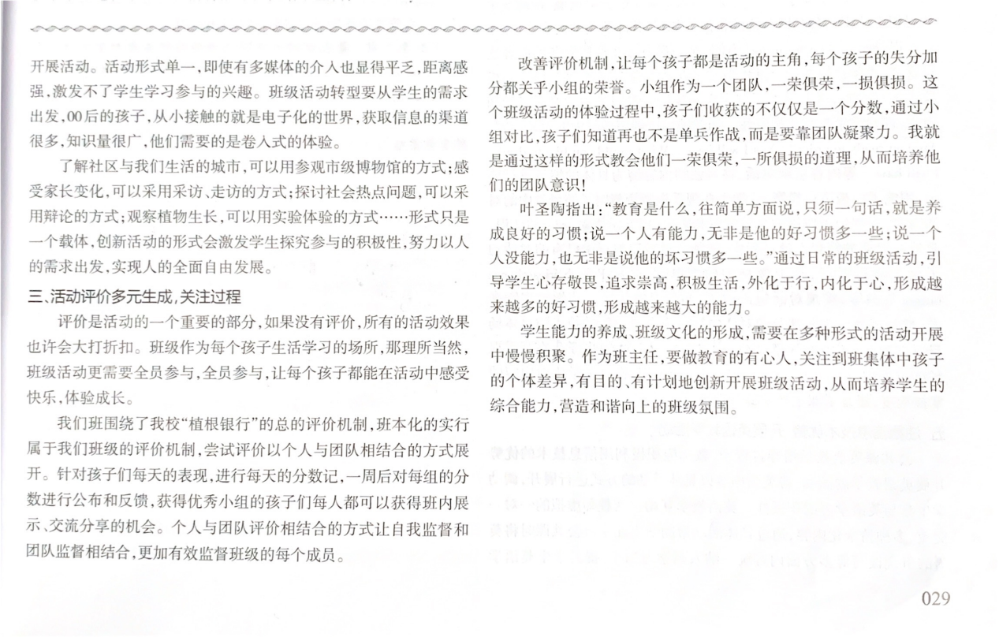 开展活动。活动形式单一,即使有多媒体的介人也显得平乏,距离感
强,激发不了学生学习参与的兴趣。班级活动转型要从学生的需求
出发,00后的孩子,从小接触的就是电子化的世界,获取信息的渠道
很多,知识量很广,他们需要的是卷入式的体验。
了解社区与我们生活的城市,可以用参观市级博物馆的方式;感
受家长变化,可以采用采访、走访的方式;探讨社会热点问题,可以采
用辩论的方式;观察植物生长,可以用实验体验的方式……形式只是
一个载体,创新活动的形式会激发学生探究参与的积极性,努力以人
的需求出发,实现人的全面自由发展。
三、活动评价多元生成,关注过程
评价是活动的一个重要的部分,如果没有评价,所有的活动效果
也许会大打折扣。班级作为每个孩子生活学习的场所,那理所当然,
班级活动更需要全员参与,全员参与,让每个孩子都能在活动中感受
快乐,体验成长。
我们班围绕了我校“植根银行”的总的评价机制,班本化的实行
属于我们班级的评价机制,尝试评价以个人与团队相结合的方式展
开。针对孩子们每天的表现,进行每天的分数记,一周后对每组的分
数进行公布和反馈,获得优秀小组的孩子们每人都可以获得班内展
示、交流分享的机会。个人与团队评价相结合的方式让自我监督和
团队监督相结合,更加有效监督班级的每个成员。
改善评价机制,让每个孩子都是活动的主角,每个孩子的失分加
分都关乎小组的荣誉。小组作为一个团队,一荣俱荣,一损俱损。这
个班级活动的体验过程中,孩子们收获的不仅仅是一个分数,通过小
组对比,孩子们知道再也不是单兵作战,而是要靠团队凝聚力。我就
是通过这样的形式教会他们一荣俱荣,一所俱损的道理,从而培养他
们的团队意识!
叶圣陶指出:“教育是什么,往简单方面说,只须一句话,就是养
成良好的习惯;说一个人有能力,无非是他的好习惯多一些;说一个
人没能力,也无非是说他的坏习惯多一些。”通过日常的班级活动,引
导学生心存敬畏,追求崇高,积极生活,外化于行,内化于心,形成越
来越多的好习惯,形成越来越大的能力。
学生能力的养成、班级文化的形成,需要在多种形式的活动开展
中慢慢积聚。作为班主任,要做教育的有心人,关注到班集体中孩子
的个体差异,有目的、有计划地创新开展班级活动,从而培养学生的
综合能力,营造和谐向上的班级氛围。
029